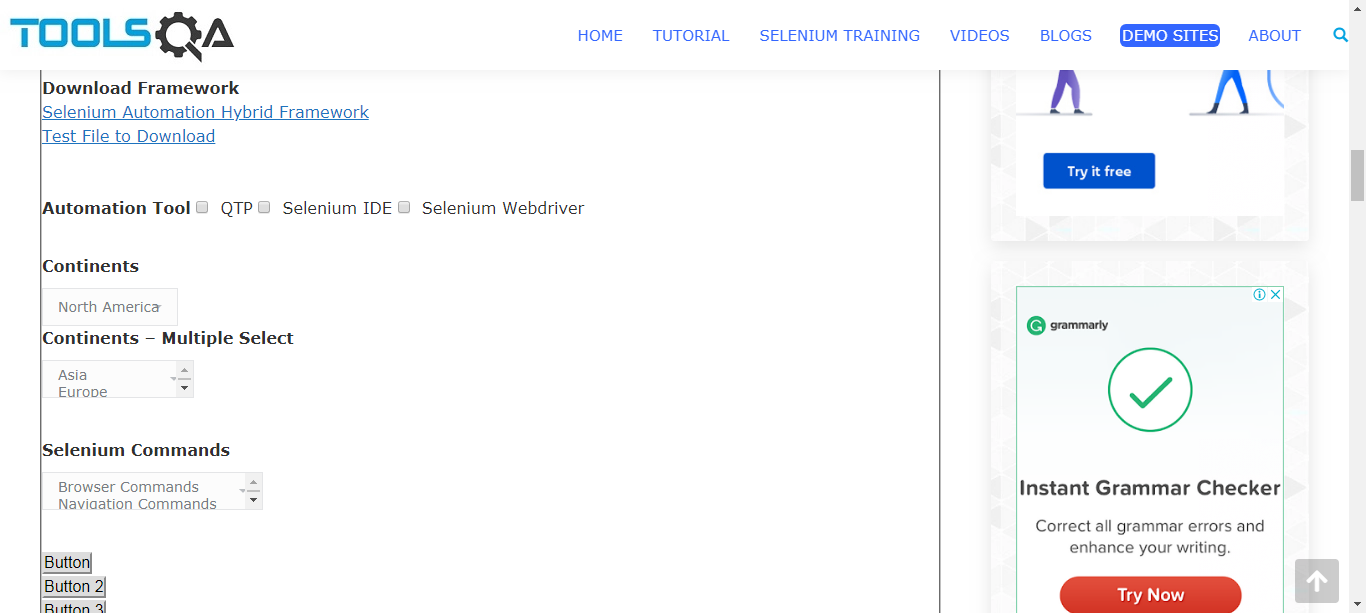 TOOLSQA
HOME TUTORIAL SELENIUM TRAINING VIDEOS BLOGS DEMO SITES ABOUT
Download Framework
Selenium Automation Hybrid Framework
Test File to Download
Automation Tool QTP Selenium IDE Selenium Webdriver
Continents
North America
Continents – Multiple Select
Asia
Europe
Selenium Commands
Browser Commands
Navigation Commands
Button
Button 2
Button 3
Try it free
grammarly
Instant Grammar Checker
Correct all grammar errors and
enhance your writing.
Try Now